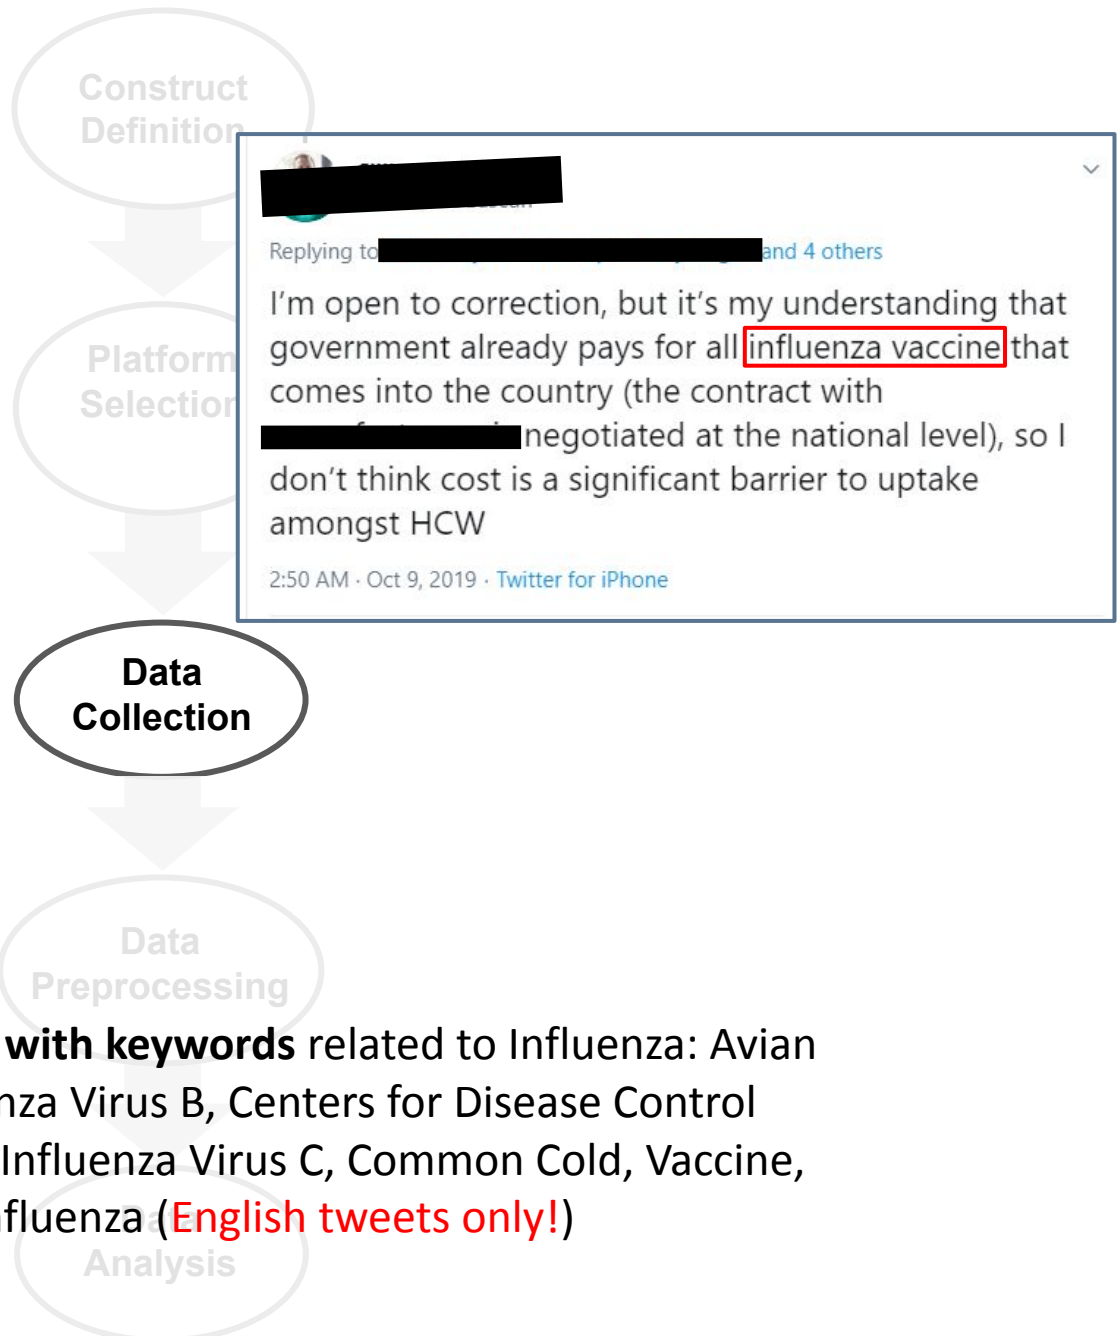 Construct
Definition
Replying to and 4 others
I'm open to correction, but it's my understanding that
government already pays for all influenza vaccine that
comes into the country (the contract with
negotiated at the national level), so I
don't think cost is a significant barrier to uptake
amongst HCW
2:50 AM · Oct 9, 2019 · Twitter for iPhone
Platform
Selection
Data
Collection
Data
Preprocessing
with keywords related to Influenza: Avian
nza Virus B, Centers for Disease Control
Influenza Virus C, Common Cold, Vaccine,
fluenza (English tweets only!)
Data
Analysis